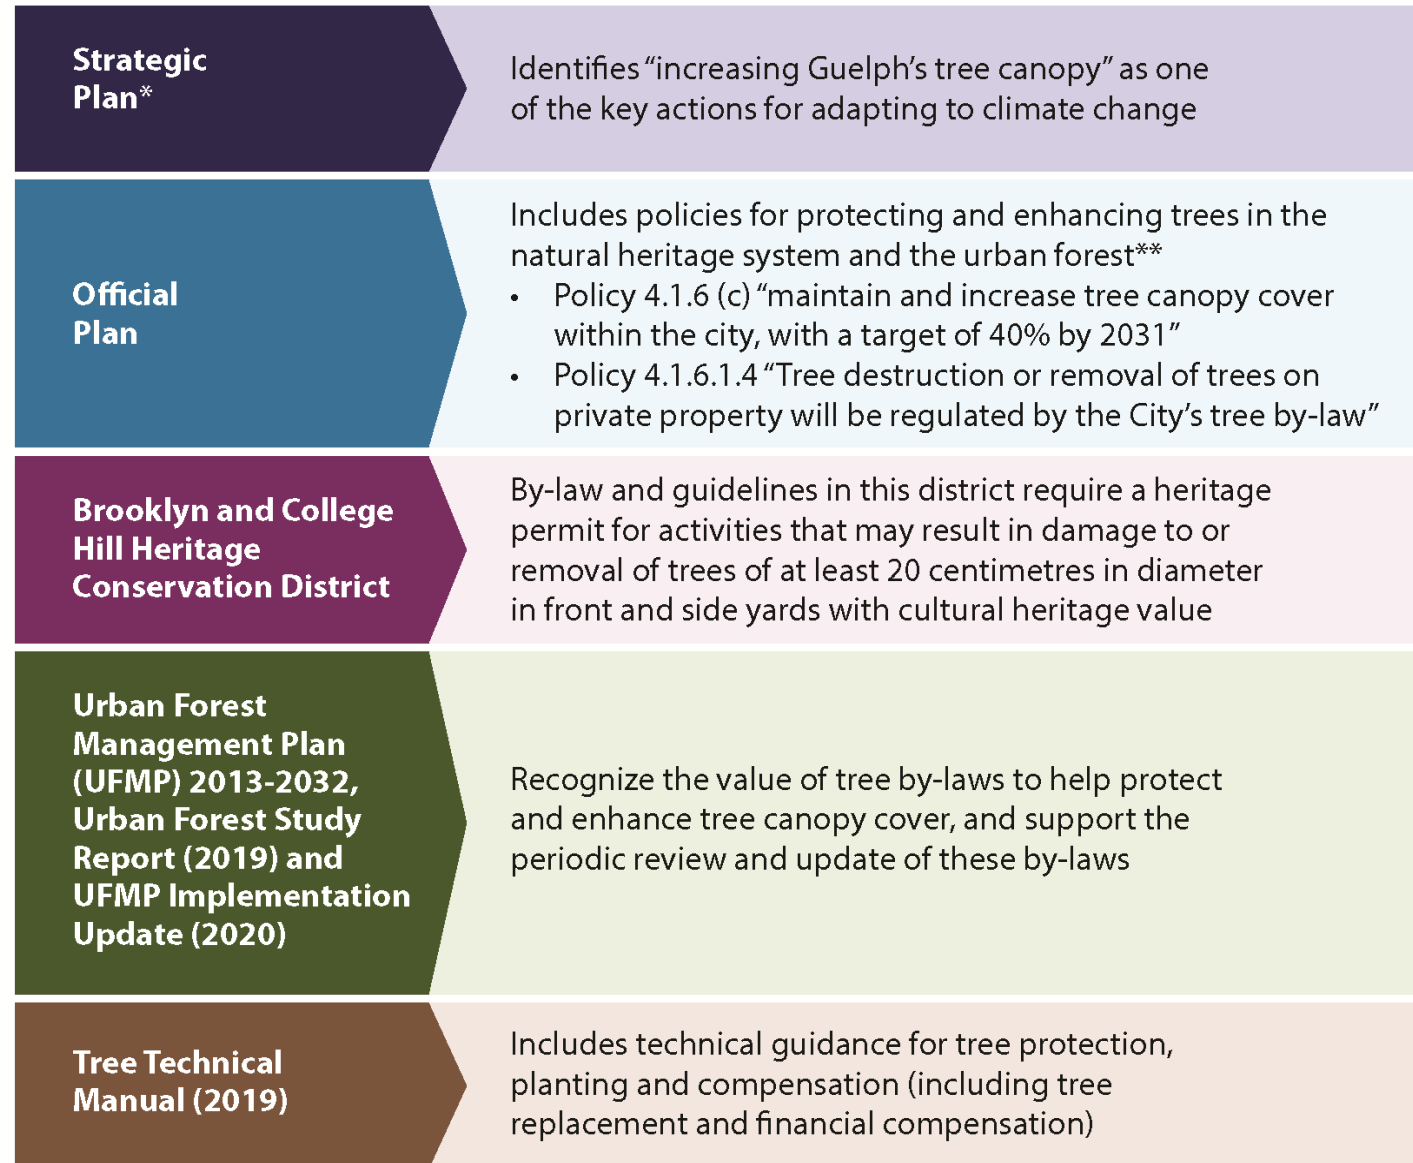 Strategic
Plan*
Identifies “increasing Guelph’s tree canopy” as one
of the key actions for adapting to climate change
Official
Plan
Includes policies for protecting and enhancing trees in the
natural heritage system and the urban forest**
• Policy 4.1.6 (c) “maintain and increase tree canopy cover
within the city, with a target of 40% by 2031”
• Policy 4.1.6.1.4 “Tree destruction or removal of trees on
private property will be regulated by the City’s tree by-law”
Brooklyn and College
Hill Heritage
Conservation District
By-law and guidelines in this district require a heritage
permit for activities that may result in damage to or
removal of trees of at least 20 centimetres in diameter
in front and side yards with cultural heritage value
Urban Forest
Management Plan
(UFMP) 2013-2032,
Urban Forest Study
Report (2019) and
UFMP Implementation
Update (2020)
Recognize the value of tree by-laws to help protect
and enhance tree canopy cover, and support the
periodic review and update of these by-laws
Tree Technical
Manual (2019)
Includes technical guidance for tree protection,
planting and compensation (including tree
replacement and financial compensation)